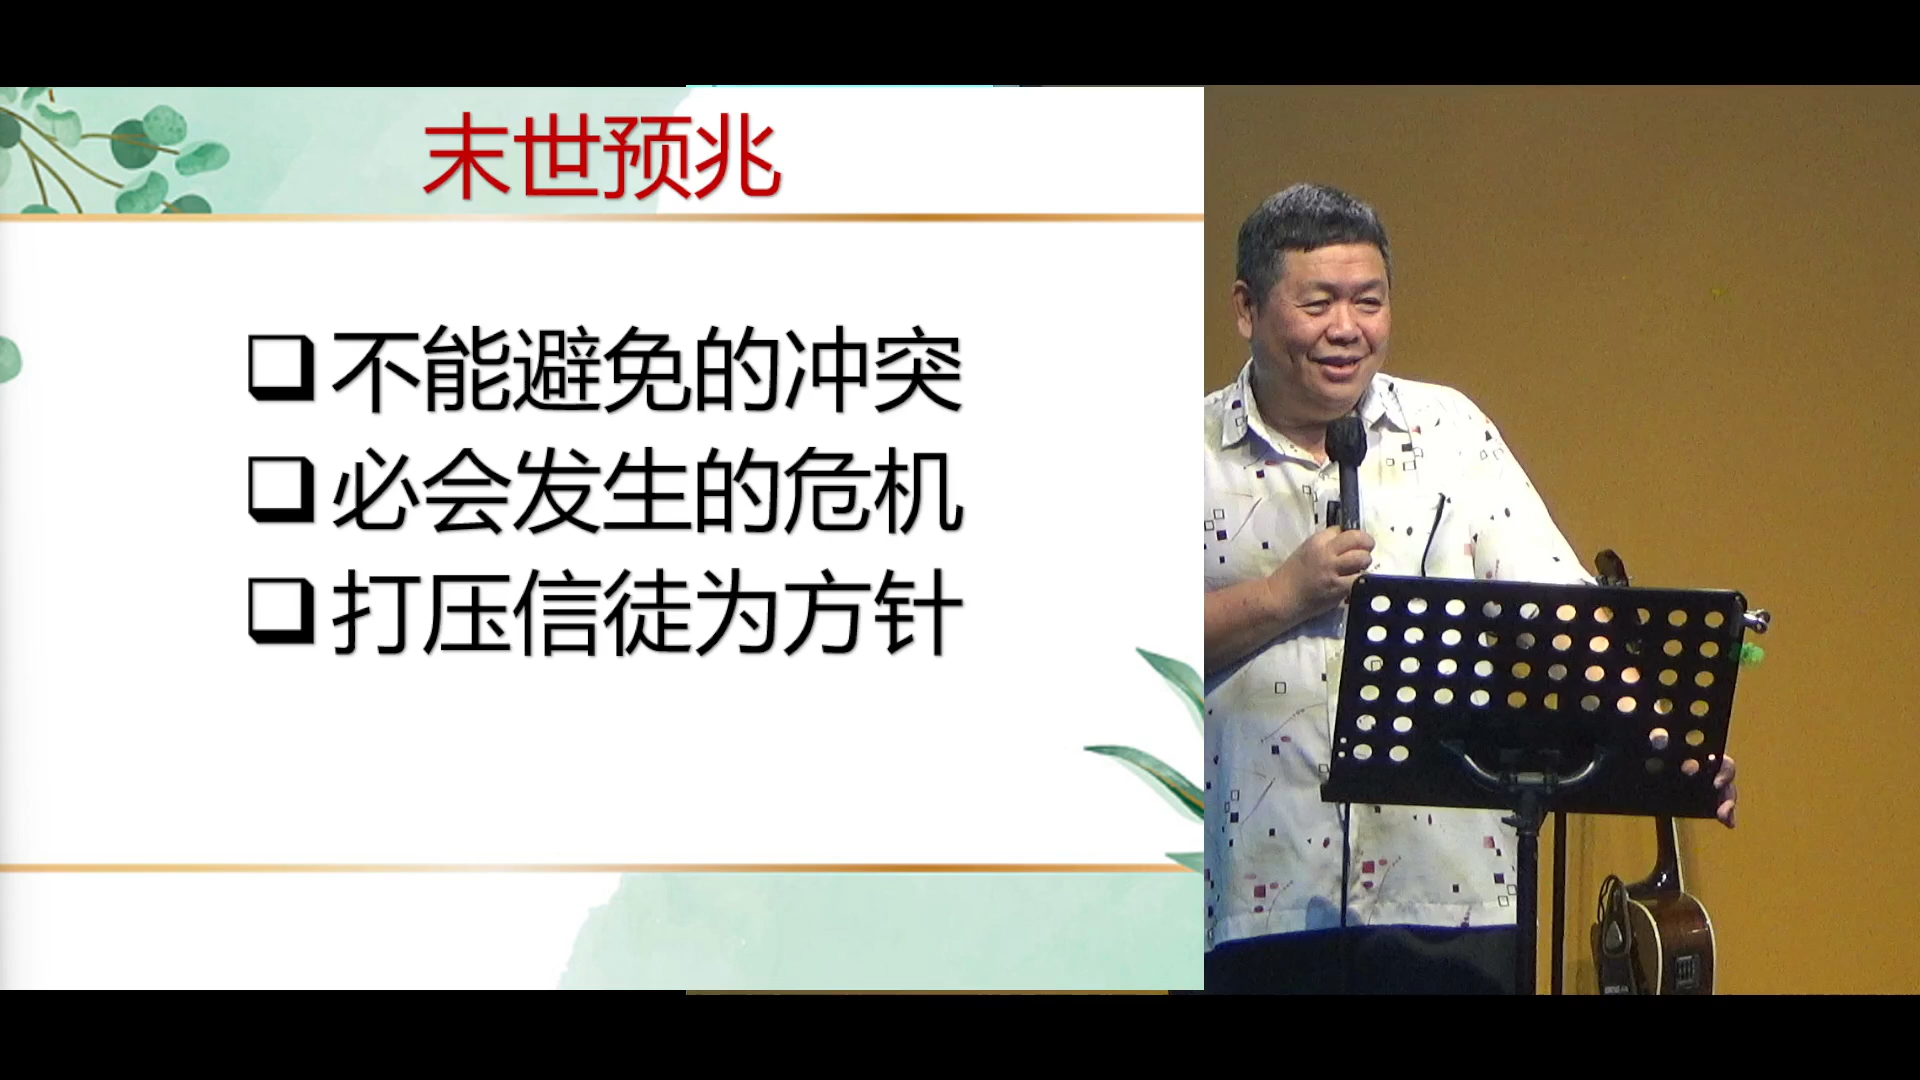 末世预兆
不能避免的冲突
必会发生的危机
打压信徒为方针